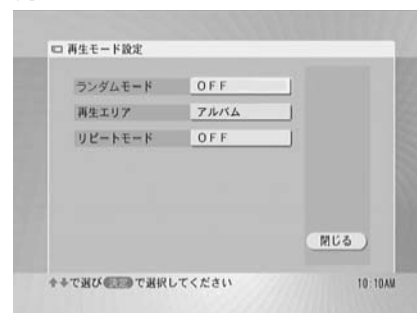 再生モード設定
ランダムモード OFF
再生エリア アルバム
リピートモード OFF
閉じる
↑↓で選び 決定 で選択してください 10:10AM